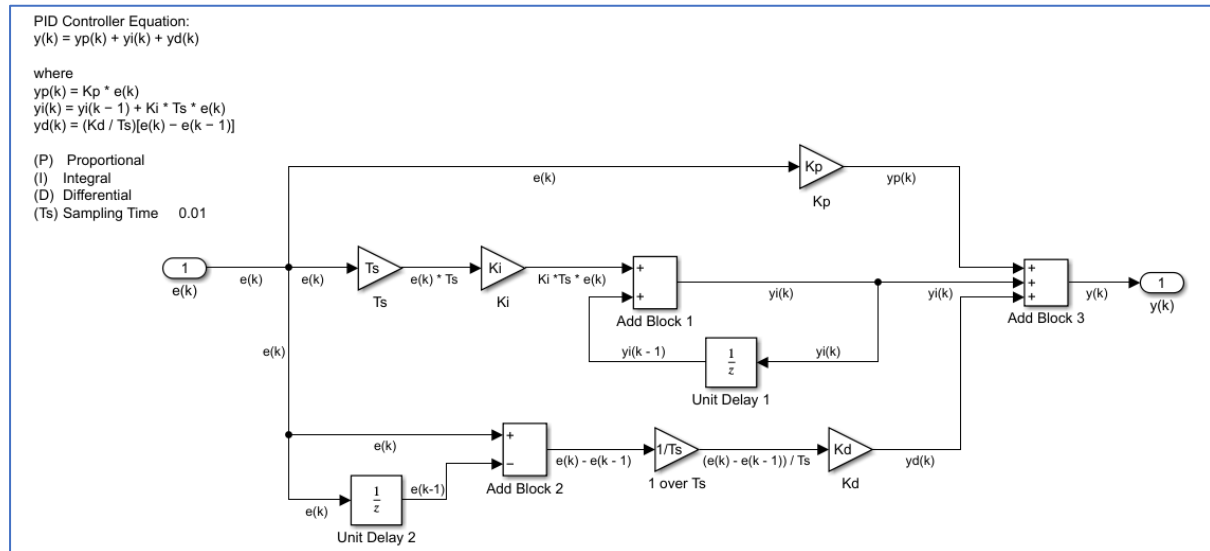 PID Controller Equation:
y(k) = yp(k) + yi(k) + yd(k)
where
yp(k) = Kp * e(k)
yi(k) = yi(k − 1) + Ki * Ts * e(k)
yd(k) = (Kd / Ts)[e(k) − e(k − 1)]
(P) Proportional
(I) Integral
(D) Differential
(Ts) Sampling Time 0.01
Kp
e(k)
yp(k)
Kp
1
e(k)
e(k)
e(k)
Ts
Ts
e(k) * Ts
Ki
Ki
Ki *Ts * e(k)
+
+
Add Block 1
yi(k)
yi(k)
+
+
+
Add Block 3
y(k)
1
y(k)
yi(k - 1)
1
z
yi(k)
Unit Delay 1
e(k)
e(k)
+
−
Add Block 2
e(k) - e(k - 1)
1/Ts
1 over Ts
(e(k) - e(k - 1)) / Ts
Kd
Kd
yd(k)
e(k)
1
z
e(k-1)
Unit Delay 2